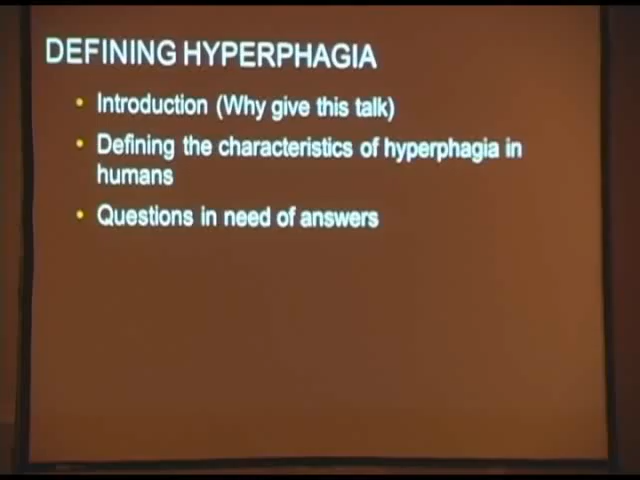 DEFINING HYPERPHAGIA
• Introduction (Why give this talk)
• Defining the characteristics of hyperphagia in
humans
• Questions in need of answers